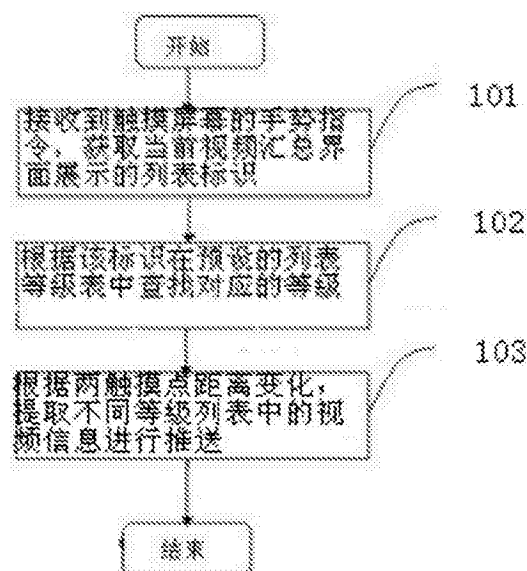 开始
接收到触摸屏幕的手势指
令，获取当前视频汇总界
面展示的列表标识
101
根据该标识在预设的列表
等级表中查找对应的等级
102
根据两触摸点距离变化，
提取不同等级列表中的视
频信息进行推送
103
结束